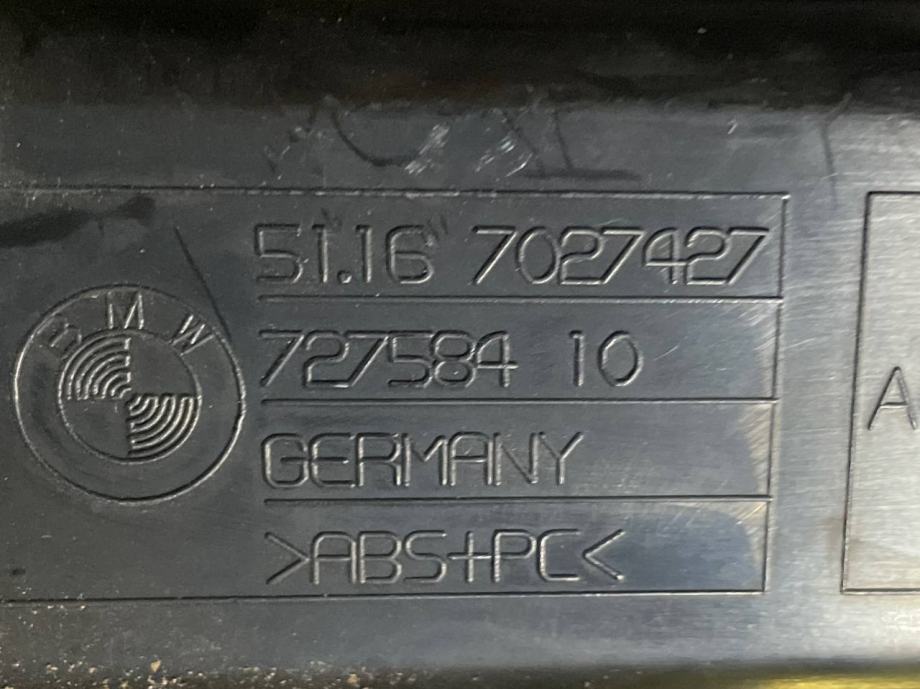 51.16 7027427
BMW
727584 10
A
GERMANY
>ABS+PC<